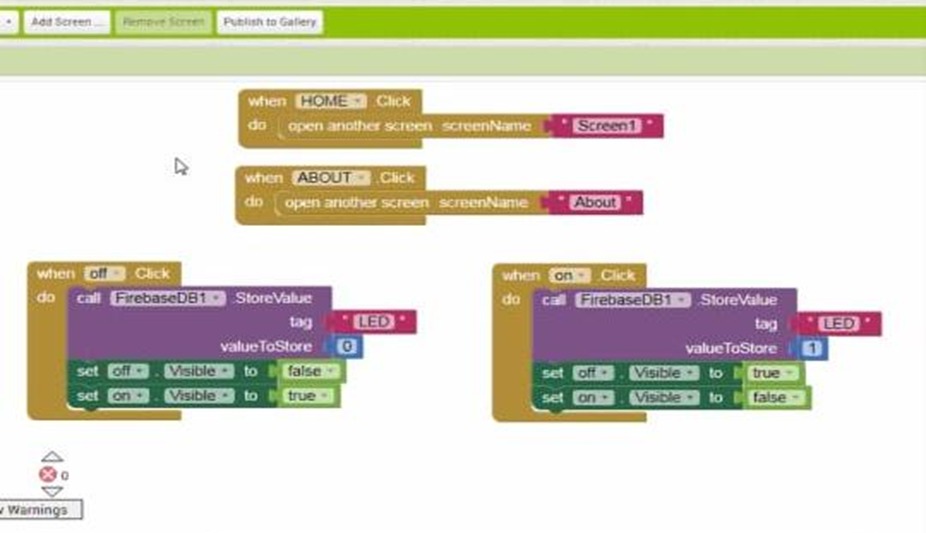 Add Screen ... Remove Screen Publish to Gallery
when HOME .Click
do open another screen screenName " Screen1 "
when ABOUT .Click
do open another screen screenName " About "
when off .Click
do call FirebaseDB1 .StoreValue
tag " LED "
valueToStore 0
set off . Visible to false
set on . Visible to true
when on .Click
do call FirebaseDB1 .StoreValue
tag " LED "
valueToStore 1
set off . Visible to true
set on . Visible to false
0
Warnings